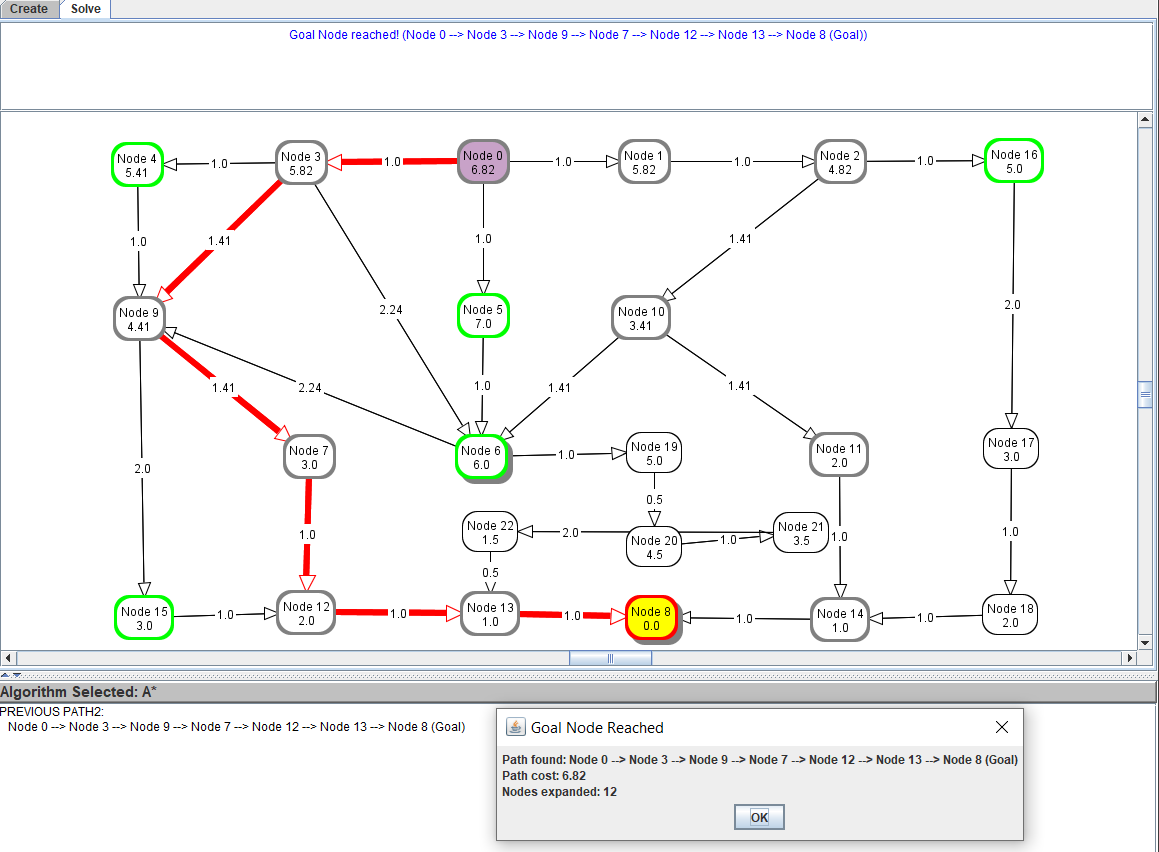 Create Solve
Goal Node reached! (Node 0 --> Node 3 --> Node 9 --> Node 7 --> Node 12 --> Node 13 --> Node 8 (Goal))
Node 4
5.41
1.0
Node 3
5.82
1.0
Node 0
6.82
1.0
Node 1
5.82
1.0
Node 2
4.82
1.0
Node 16
5.0
1.0
1.41
1.0
1.41
2.24
2.0
Node 9
4.41
Node 5
7.0
Node 10
3.41
1.41
2.24
1.0
1.41
1.41
Node 7
3.0
Node 6
6.0
1.0
Node 19
5.0
Node 11
2.0
Node 17
3.0
2.0
0.5
1.0
Node 22
1.5
2.0
Node 20
4.5
1.0
Node 21
3.5
1.0
1.0
0.5
Node 15
3.0
1.0
Node 12
2.0
1.0
Node 13
1.0
1.0
Node 8
0.0
1.0
Node 14
1.0
1.0
Node 18
2.0
Algorithm Selected: A*
PREVIOUS PATH2:
Node 0 --> Node 3 --> Node 9 --> Node 7 --> Node 12 --> Node 13 --> Node 8 (Goal)
Goal Node Reached
Path found: Node 0 --> Node 3 --> Node 9 --> Node 7 --> Node 12 --> Node 13 --> Node 8 (Goal)
Path cost: 6.82
Nodes expanded: 12
OK